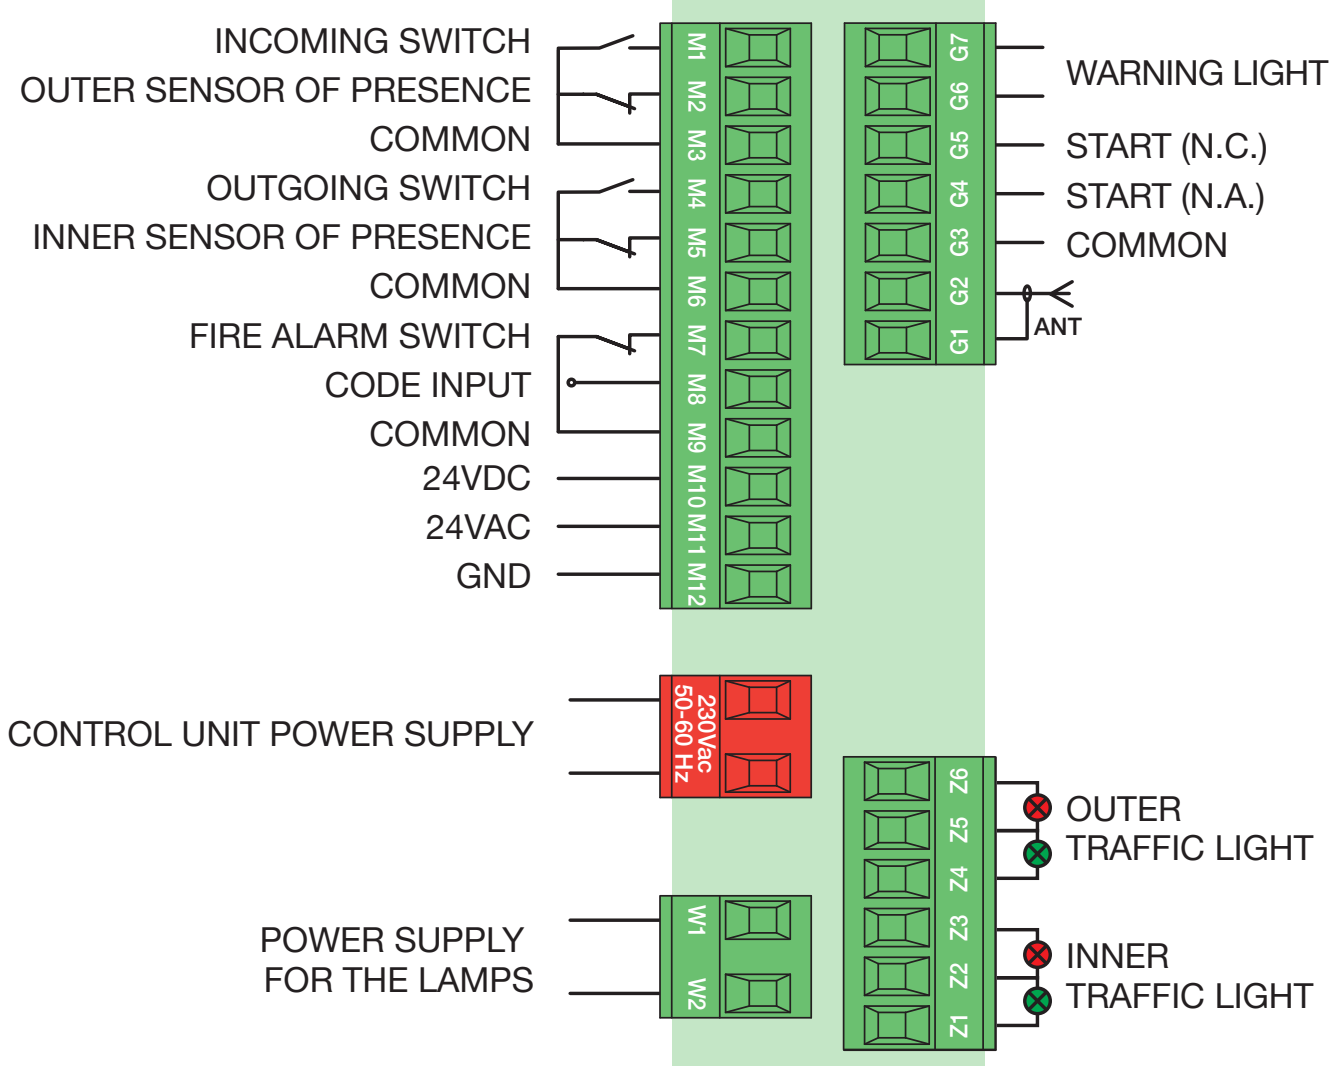 INCOMING SWITCH
OUTER SENSOR OF PRESENCE
COMMON
OUTGOING SWITCH
INNER SENSOR OF PRESENCE
COMMON
FIRE ALARM SWITCH
CODE INPUT
COMMON
24VDC
24VAC
GND
M1
M2
M3
M4
M5
M6
M7
M8
M9
M10
M11
M12
G7
G6
G5
G4
G3
G2
G1
WARNING LIGHT
START (N.C.)
START (N.A.)
COMMON
ANT
CONTROL UNIT POWER SUPPLY
230Vac
50-60 Hz
POWER SUPPLY
FOR THE LAMPS
W1
W2
Z6
Z5
Z4
Z3
Z2
Z1
OUTER
TRAFFIC LIGHT
INNER
TRAFFIC LIGHT